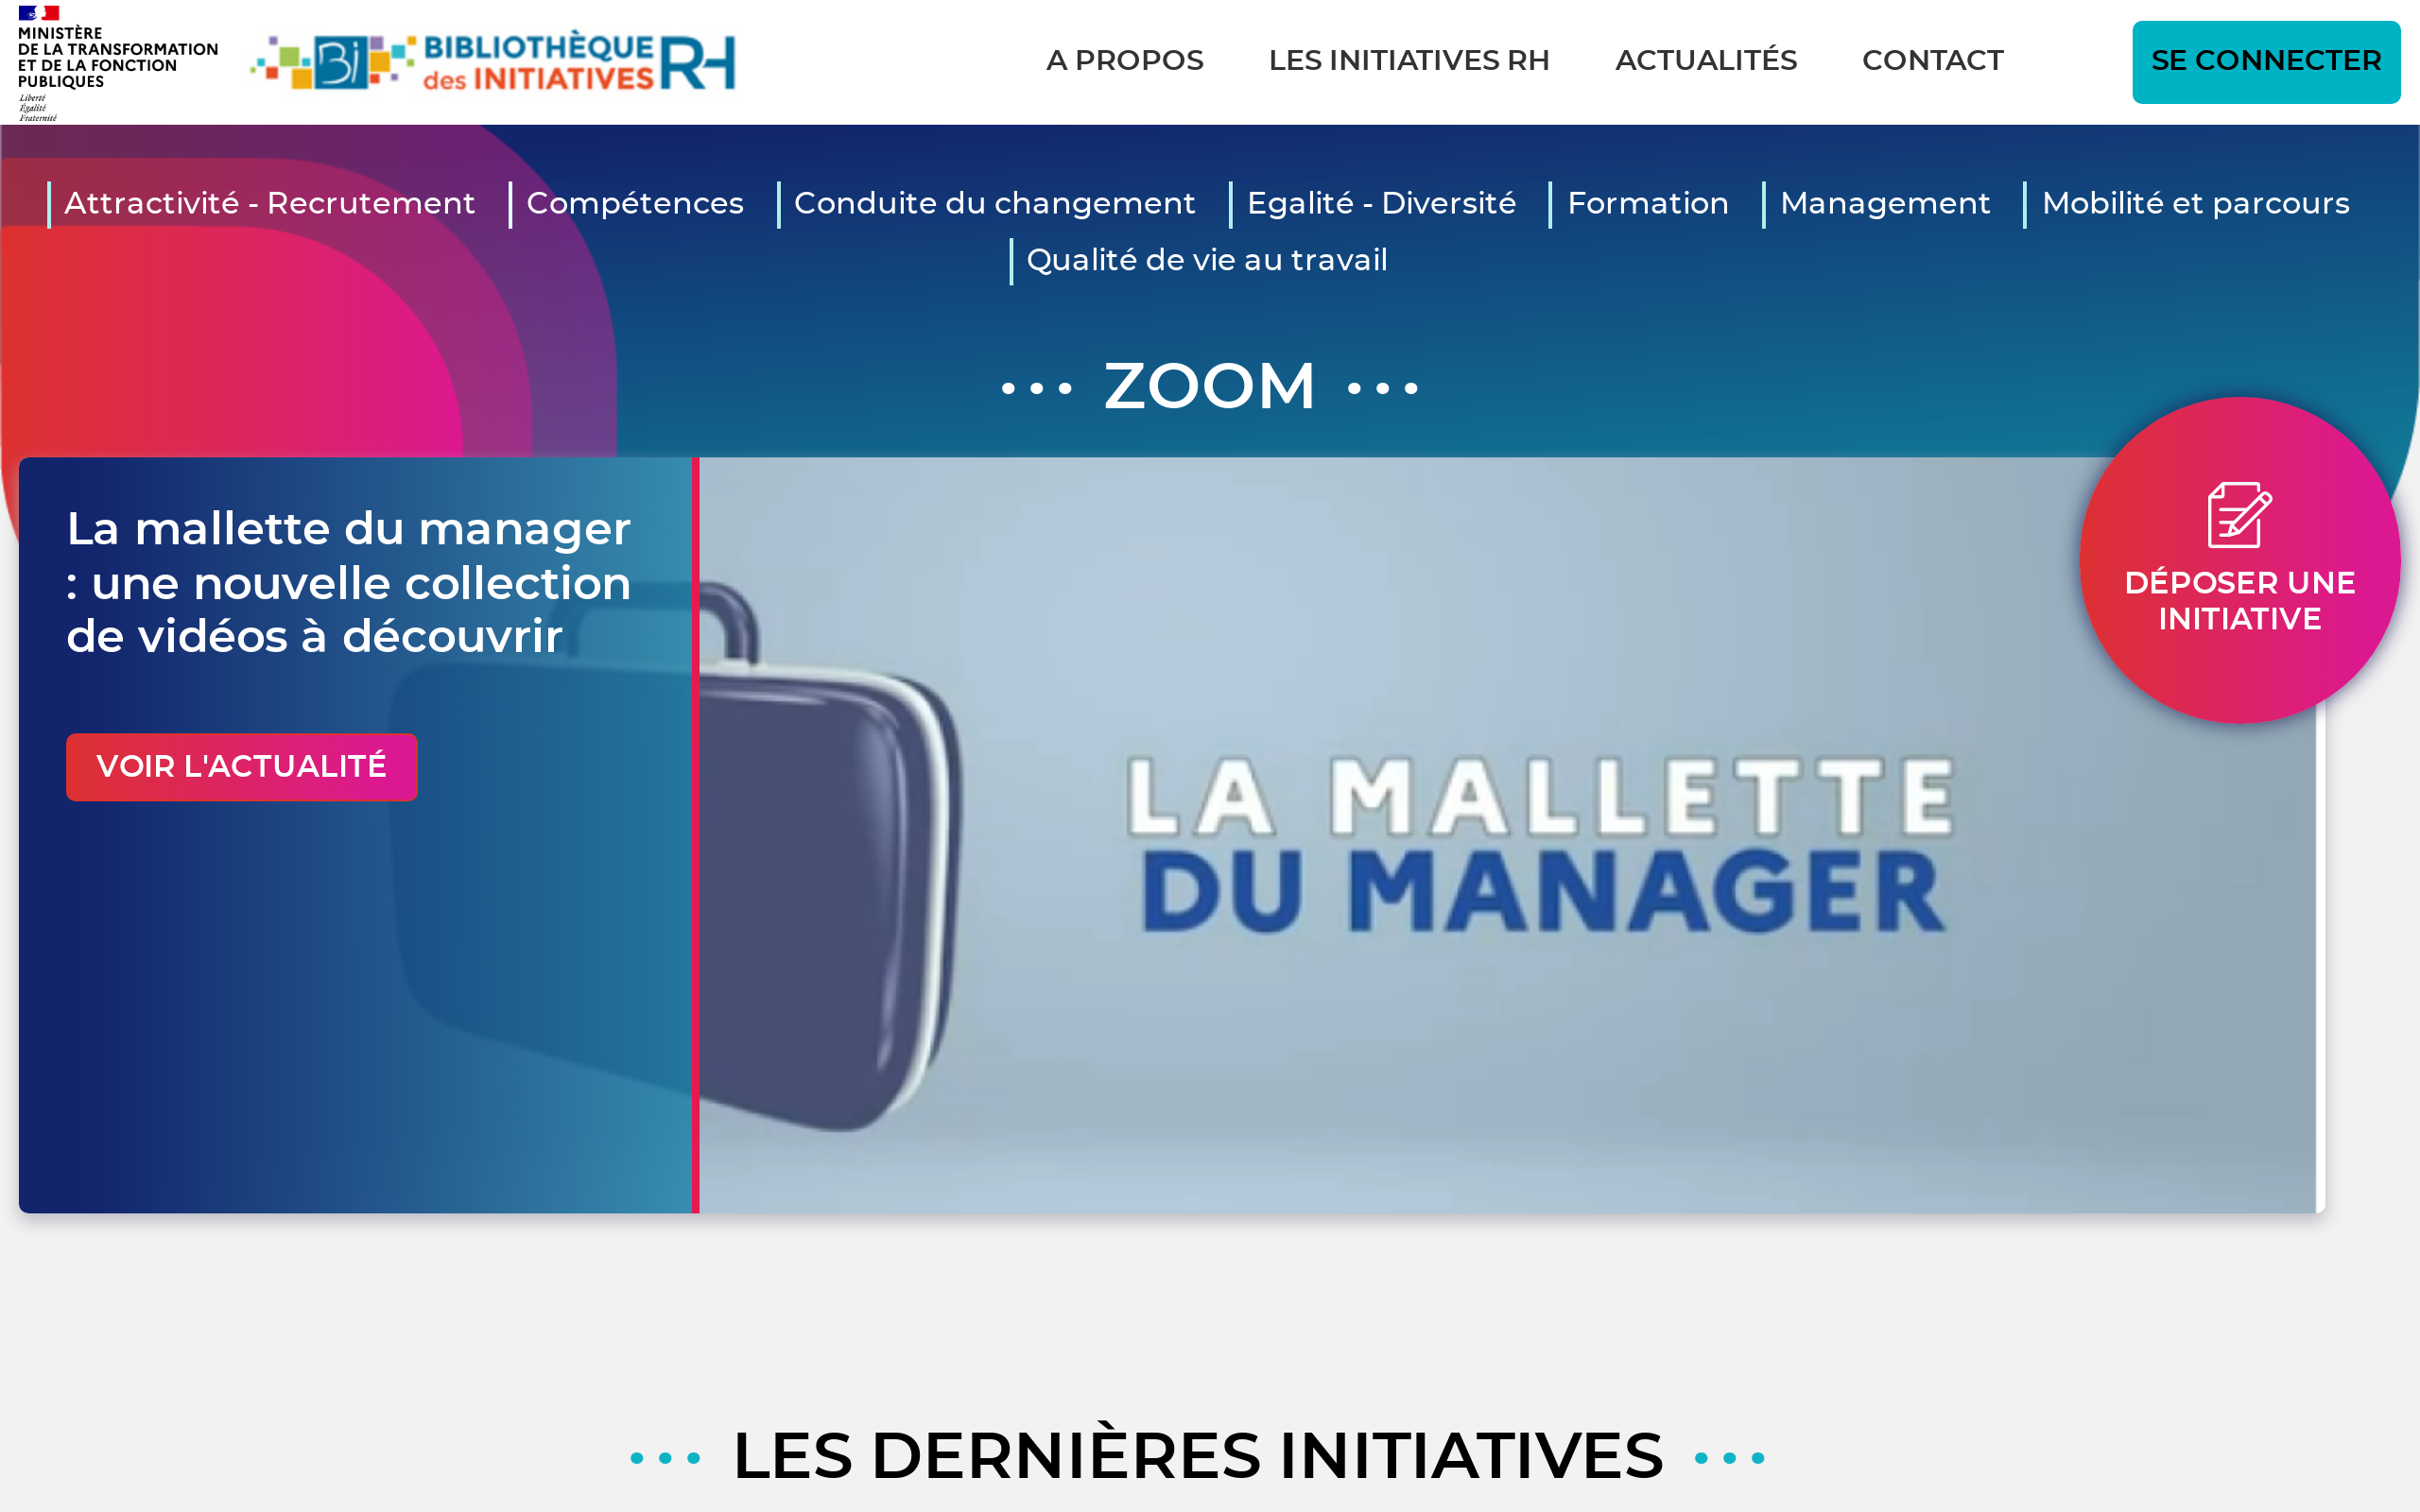 MINISTÈRE
DE LA TRANSFORMATION
ET DE LA FONCTION
PUBLIQUES
Liberté
Égalité
Fraternité
Bi
BIBLIOTHÈQUE
des INITIATIVES
RH
A PROPOS
LES INITIATIVES RH
ACTUALITÉS
CONTACT
SE CONNECTER
Attractivité - Recrutement
Compétences
Conduite du changement
Egalité - Diversité
Formation
Management
Mobilité et parcours
Qualité de vie au travail
ZOOM
La mallette du manager
: une nouvelle collection
de vidéos à découvrir
VOIR L'ACTUALITÉ
LA MALLETTE
DU MANAGER
DÉPOSER UNE
INITIATIVE
LES DERNIÈRES INITIATIVES